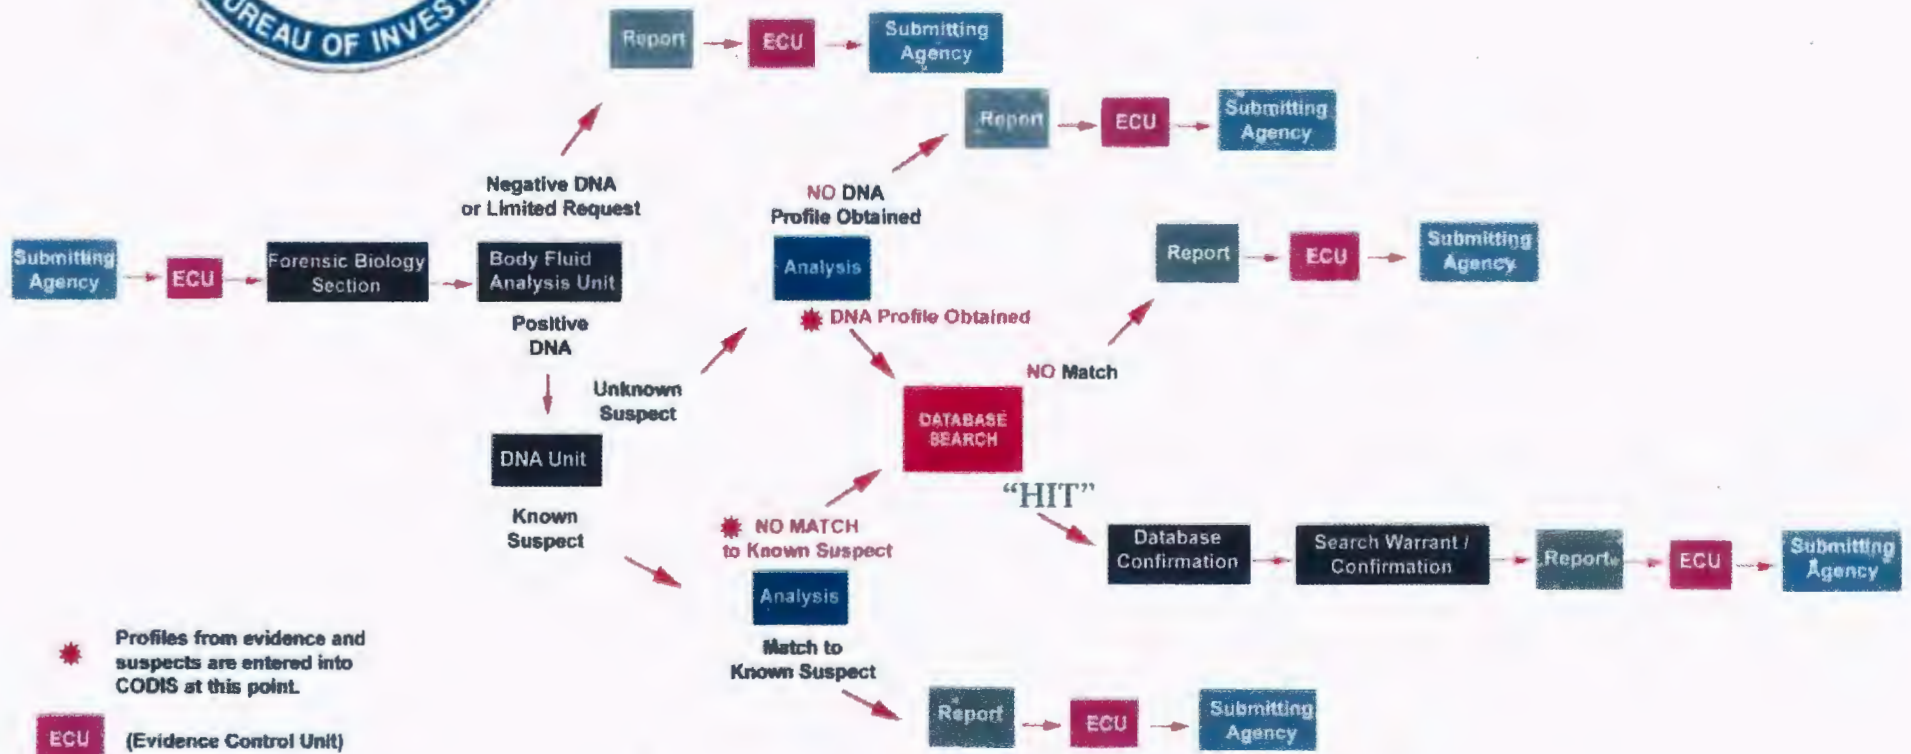 BUREAU OF INVEST
Report
ECU
Submitting
Agency
Report
ECU
Submitting
Agency
Negative DNA
or Limited Request
NO DNA
Profile Obtained
Submitting
Agency
ECU
Forensic Biology
Section
Body Fluid
Analysis Unit
Analysis
Report
ECU
Submitting
Agency
Positive
DNA
DNA Profile Obtained
Unknown
Suspect
NO Match
DATABASE
SEARCH
DNA Unit
"HIT"
Known
Suspect
NO MATCH
to Known Suspect
Database
Confirmation
Search Warrant /
Confirmation
Report
ECU
Submitting
Agency
Analysis
Match to
Known Suspect
Profiles from evidence and
suspects are entered into
CODIS at this point.
Report
ECU
Submitting
Agency
ECU
(Evidence Control Unit)